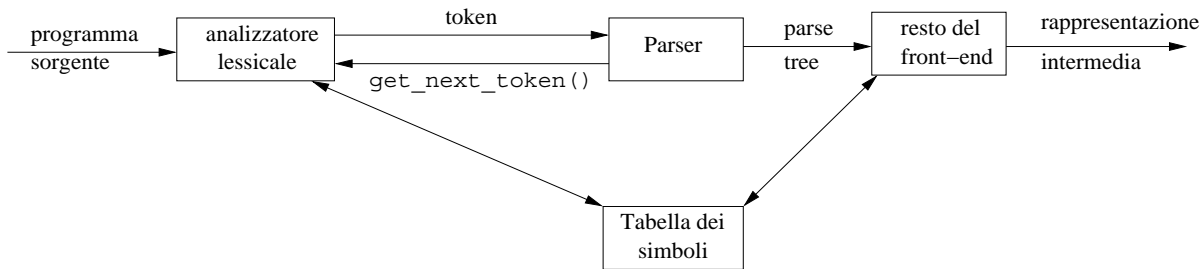 programma
sorgente
analizzatore
lessicale
token
get_next_token()
Parser
parse
tree
resto del
front−end
rappresentazione
intermedia
Tabella dei
simboli